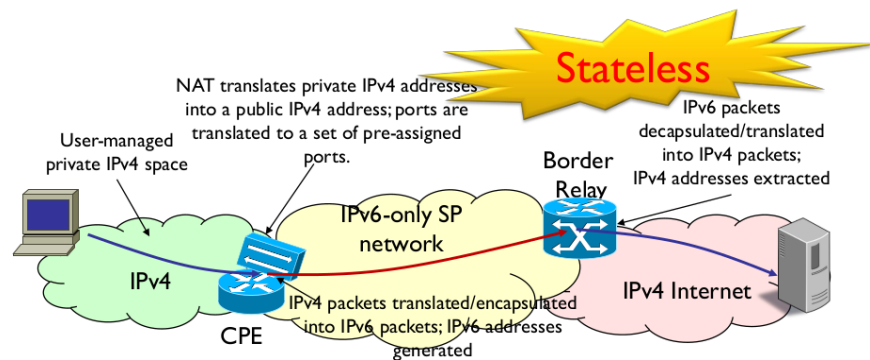 Stateless
NAT translates private IPv4 addresses
into a public IPv4 address; ports are
translated to a set of pre-assigned
ports.
IPv6 packets
decapsulated/translated
into IPv4 packets;
IPv4 addresses extracted
User-managed
private IPv4 space
Border
Relay
IPv6-only SP
network
IPv4
IPv4 Internet
IPv4 packets translated/encapsulated
into IPv6 packets; IPv6 addresses
generated
CPE